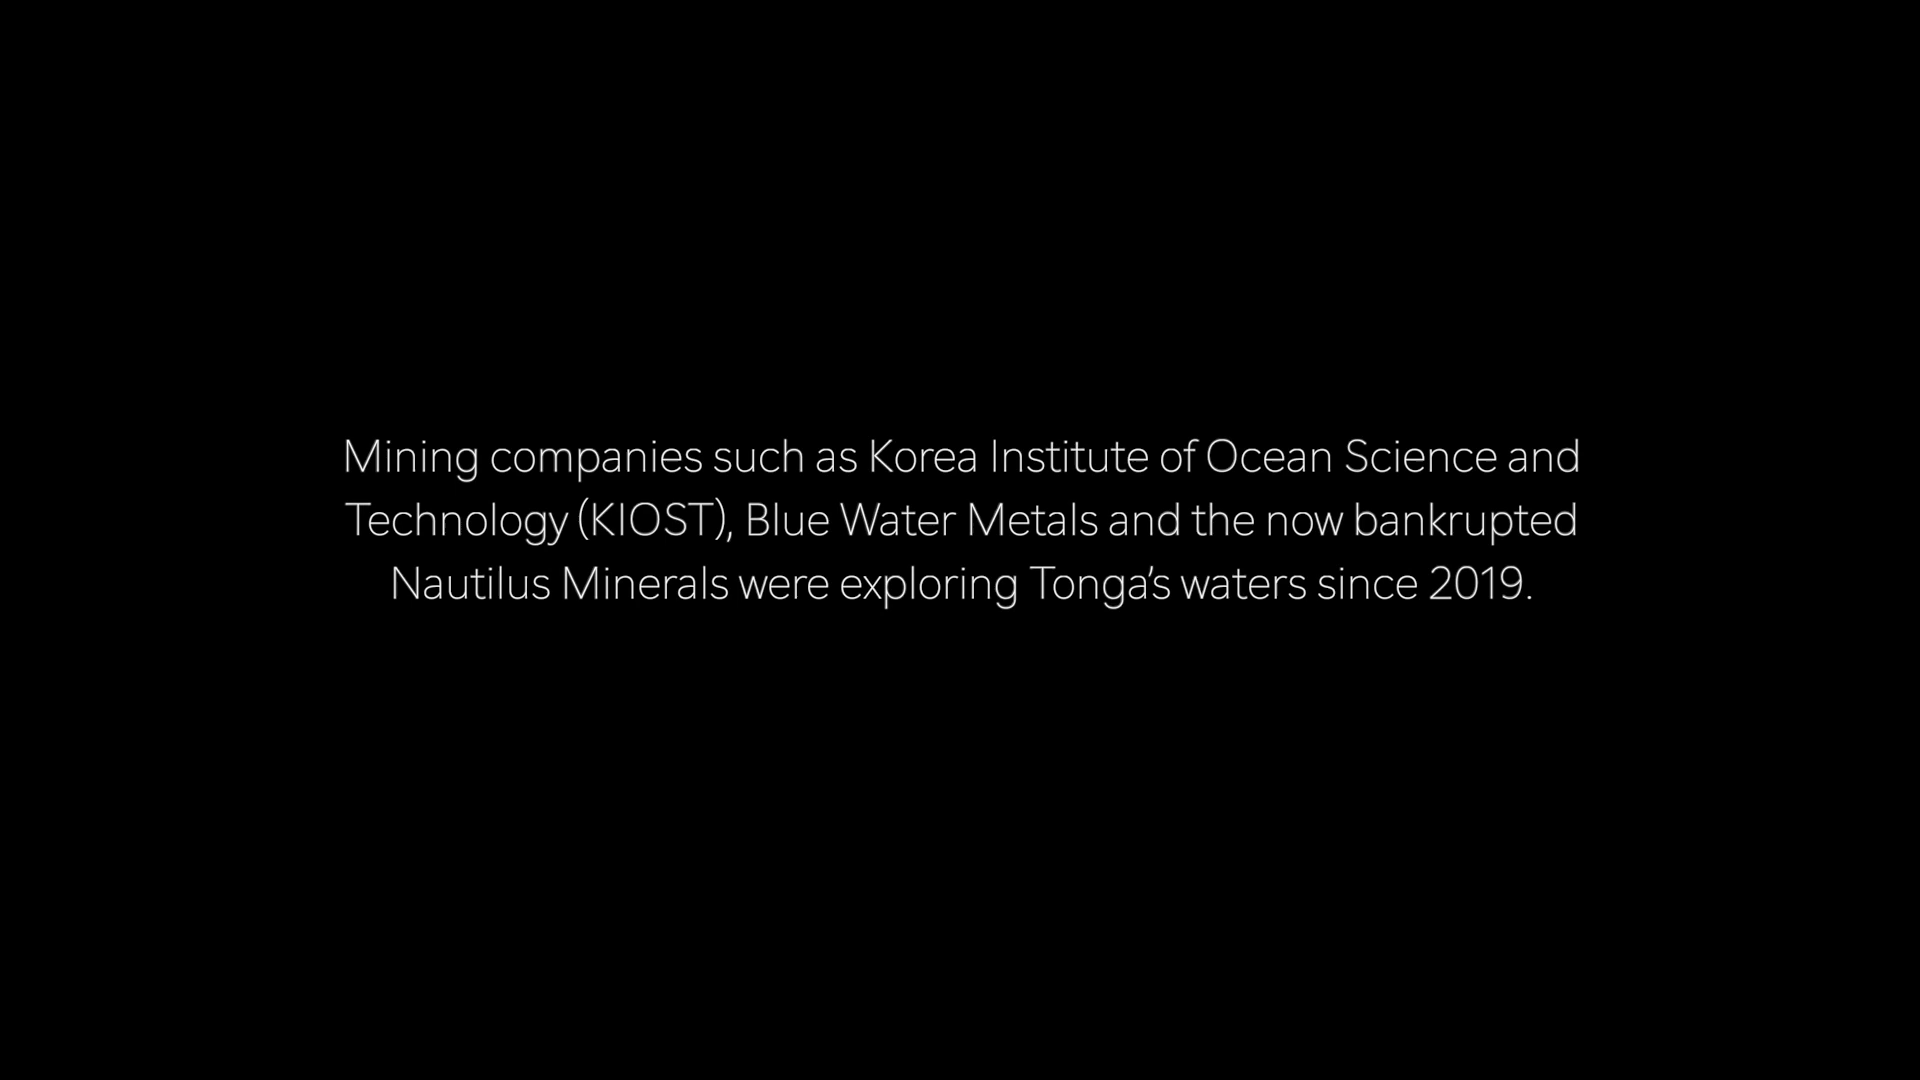 Mining companies such as Korea Institute of Ocean Science and
Technology (KIOST), Blue Water Metals and the now bankrupted
Nautilus Minerals were exploring Tonga’s waters since 2019.